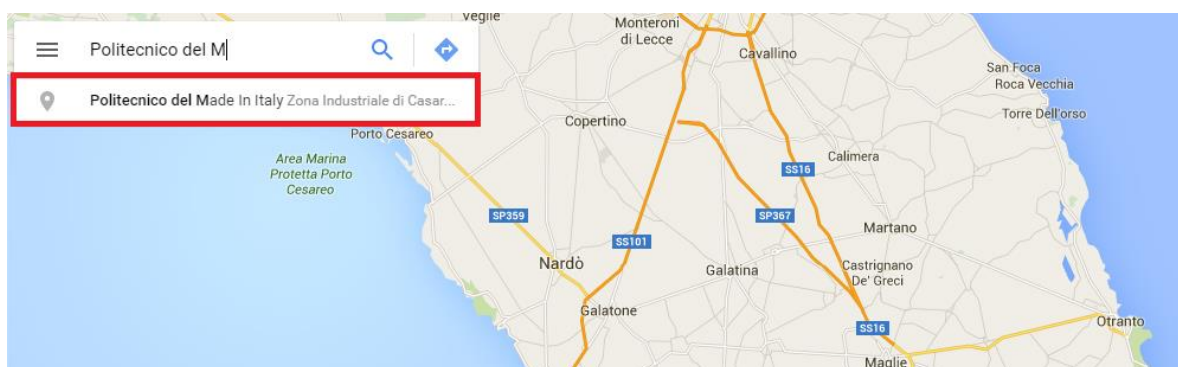 Politecnico del M
Politecnico del Made In Italy Zona Industriale di Casar...
Veglie
Monteroni
di Lecce
Cavallino
San Foca
Roca Vecchia
Torre Dell'orso
Copertino
Porto Cesareo
Area Marina
Protetta Porto
Cesareo
Calimera
SS16
SP359
SP367
Martano
SS101
Nardò
Galatina
Castrignano
De' Greci
Galatone
SS16
Otranto
Maglie